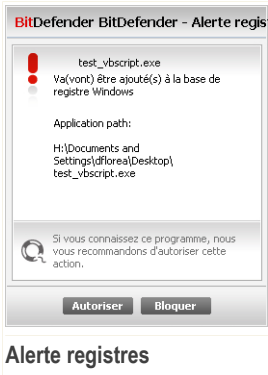 BitDefender BitDefender - Alerte regis
test_vbscript.exe
Va(vont) être ajouté(s) à la base de
registre Windows
Application path:
H:\Documents and
Settings\dflorea\Desktop\
test_vbscript.exe
Si vous connaissez ce programme, nous
vous recommandons d'autoriser cette
action.
Autoriser Bloquer
Alerte registres